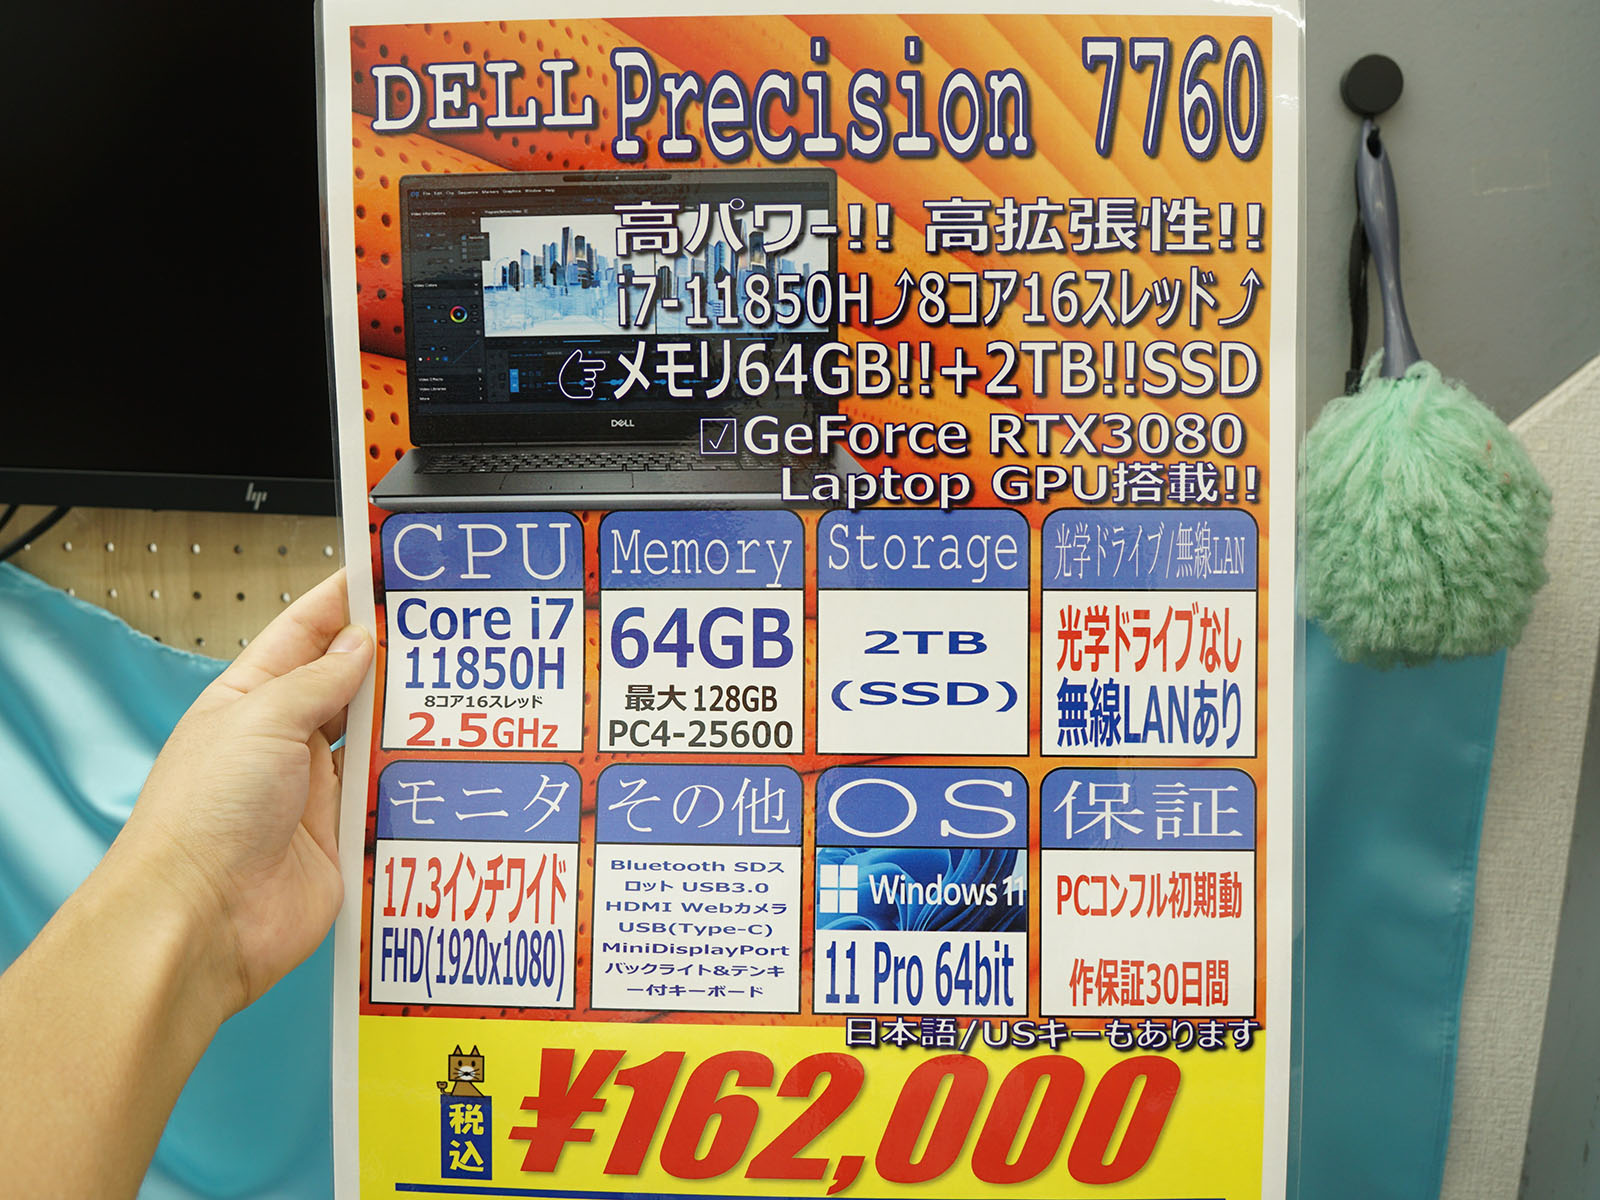 DELL Precision 7760
高パワー!! 高拡張性!!
i7-11850H⤴8コア16スレッド⤴
☞メモリ64GB!!+2TB!!SSD
☑GeForce RTX3080
Laptop GPU搭載!!
DELL
hp
CPU
Core i7
11850H
8コア16スレッド
2.5GHz
Memory
64GB
最大 128GB
PC4-25600
Storage
2TB
(SSD)
光学ドライブ/無線LAN
光学ドライブなし
無線LANあり
モニタ
17.3インチワイド
FHD(1920x1080)
その他
Bluetooth SDス
ロット USB3.0
HDMI Webカメラ
USB(Type-C)
MiniDisplayPort
バックライト&テンキ
ー付キーボード
OS
Windows 11
11 Pro 64bit
保証
PCコンフル初期動
作保証30日間
日本語/USキーもあります
税込
¥162,000